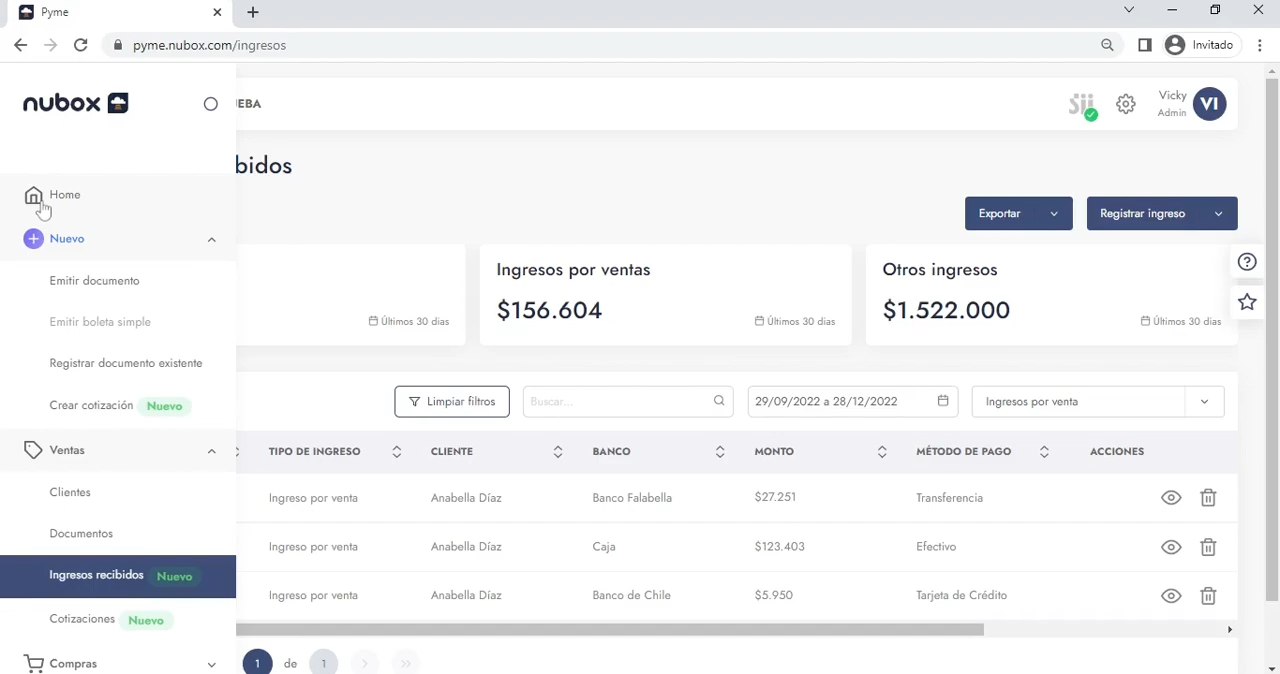 Pyme
pyme.nubox.com/ingresos
Invitado
nubox
EBA
sii
Vicky
Admin
VI
bidos
Home
Nuevo
Exportar
Registrar ingreso
Emitir documento
Emitir boleta simple
Registrar documento existente
Crear cotización Nuevo
Ingresos por ventas
Otros ingresos
$156.604
$1.522.000
Últimos 30 dias
Últimos 30 dias
Últimos 30 dias
Limpiar filtros
Buscar...
29/09/2022 a 28/12/2022
Ingresos por venta
Ventas
TIPO DE INGRESO CLIENTE BANCO MONTO MÉTODO DE PAGO ACCIONES
Clientes
Ingreso por venta Anabella Díaz Banco Falabella $27.251 Transferencia
Documentos
Ingreso por venta Anabella Díaz Caja $123.403 Efectivo
Ingresos recibidos Nuevo
Ingreso por venta Anabella Díaz Banco de Chile $5.950 Tarjeta de Crédito
Cotizaciones Nuevo
Compras
1 de 1